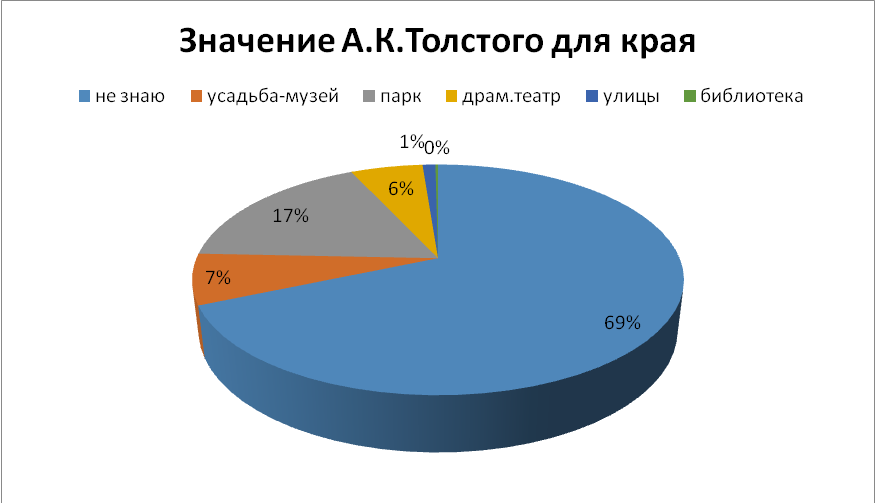 Значение А.К.Толстого для края
не знаю усадьба-музей парк драм.театр улицы библиотека
1% 0%
6%
17%
7%
69%